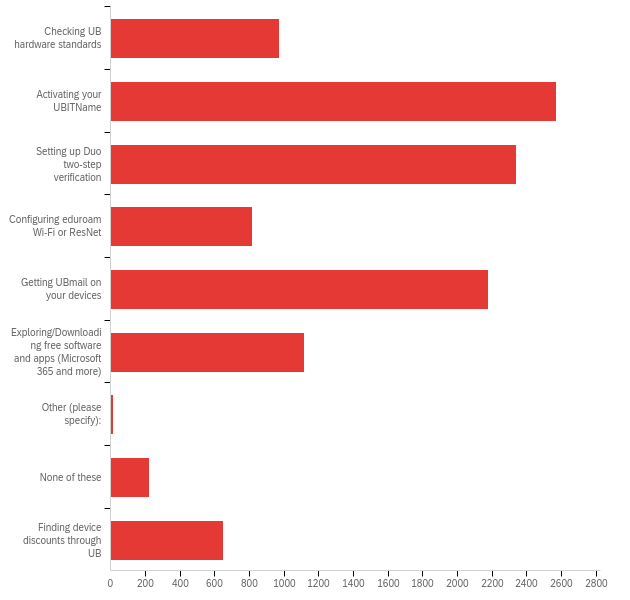 Checking UB
hardware standards
Activating your
UBITName
Setting up Duo
two-step
verification
Configuring eduroam
Wi-Fi or ResNet
Getting UBmail on
your devices
Exploring/Downloadi
ng free software
and apps (Microsoft
365 and more)
Other (please
specify):
None of these
Finding device
discounts through
UB
0 200 400 600 800 1000 1200 1400 1600 1800 2000 2200 2400 2600 2800